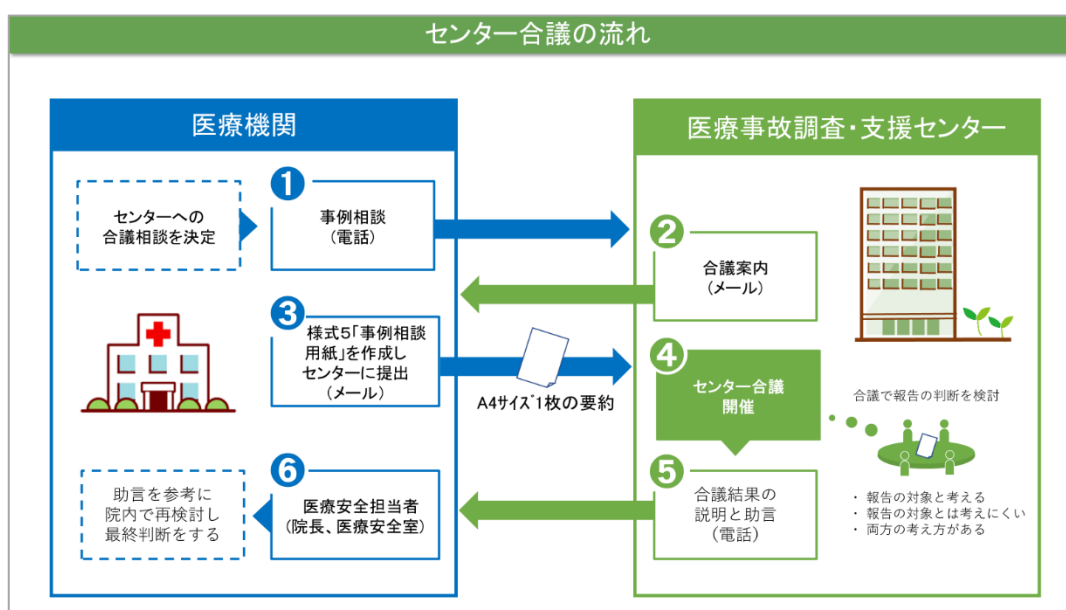 センター合議の流れ
医療機関
センターへの
合議相談を決定
❶
事例相談
(電話)
医療事故調査・支援センター
❷
合議案内
(メール)
❸
様式5「事例相談
用紙」を作成し
センターに提出
(メール)
A4サイズ1枚の要約
❹
センター合議
開催
合議で報告の判断を検討
・ 報告の対象と考える
・ 報告の対象とは考えにくい
・ 両方の考え方がある
❺
合議結果の
説明と助言
(電話)
❻
医療安全担当者
(院長、医療安全室)
助言を参考に
院内で再検討し
最終判断をする